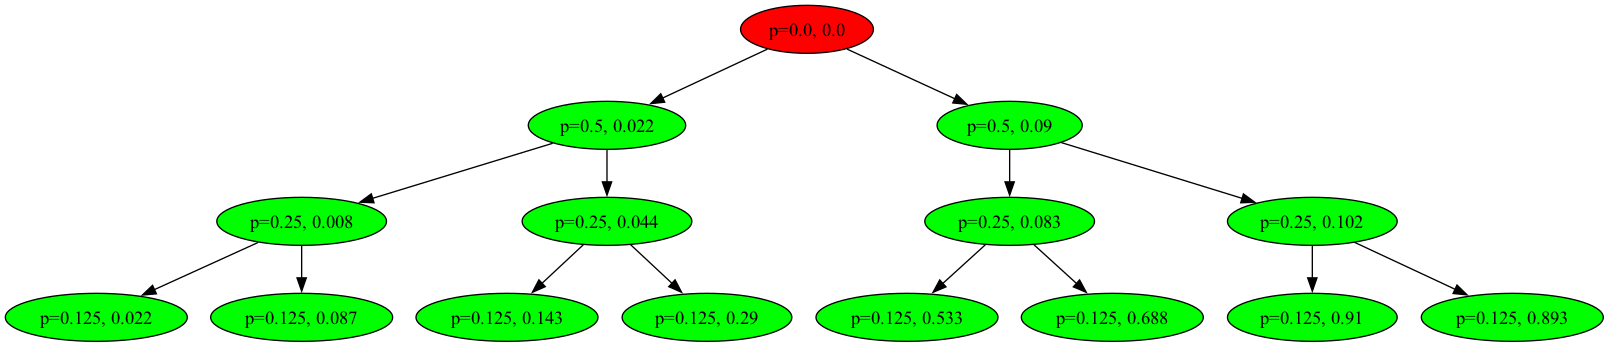 p=0.0, 0.0
p=0.5, 0.022
p=0.5, 0.09
p=0.25, 0.008
p=0.25, 0.044
p=0.25, 0.083
p=0.25, 0.102
p=0.125, 0.022
p=0.125, 0.087
p=0.125, 0.143
p=0.125, 0.29
p=0.125, 0.533
p=0.125, 0.688
p=0.125, 0.91
p=0.125, 0.893